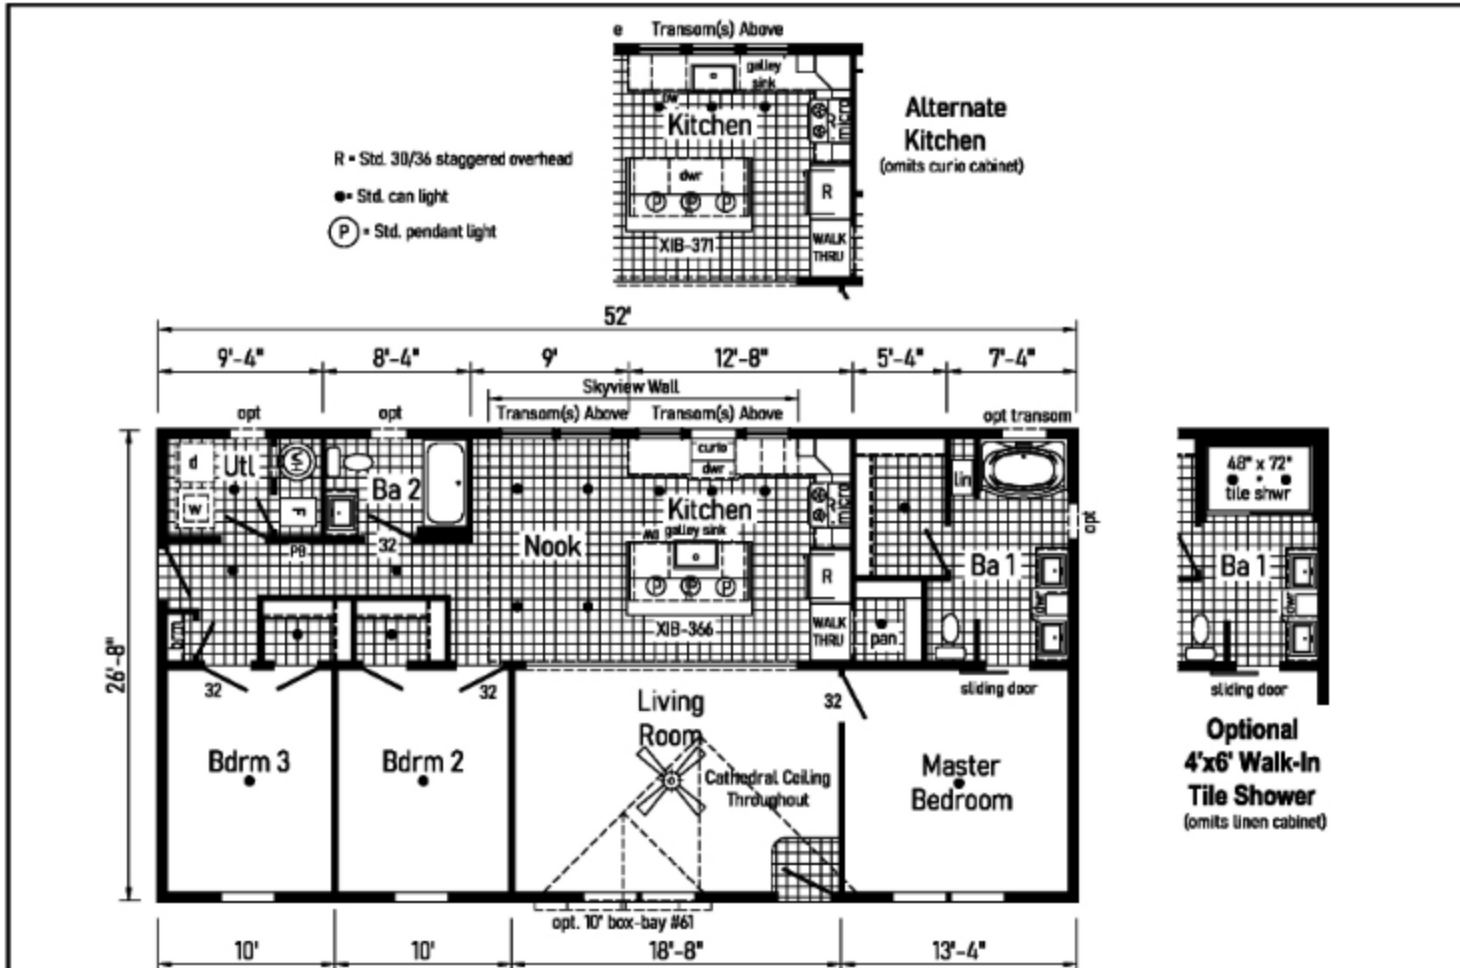 e Transom(s) Above
galley
sink
DW
Kitchen
micro
dwr
R
P P P
WALK
THRU
XIB-371
Alternate
Kitchen
(omits curio cabinet)
R = Std. 30/36 staggered overhead
= Std. can light
P = Std. pendant light
52'
9'-4" 8'-4" 9' 12'-8" 5'-4" 7'-4"
Skyview Wall
opt opt Transom(s) Above Transom(s) Above opt transom
d Utl WH Ba 2 curio lin
dwr
w F Kitchen micro opt
galley sink
PB 32 Nook DW Ba 1
R
P P P dwr
brm XIB-366 WALK
THRU pan
26'-8"
32 32 32 sliding door
Living
Room
Bdrm 3 Bdrm 2 Master
Bedroom
Cathedral Ceiling
Throughout
opt. 10' box-bay #61
10' 10' 18'-8" 13'-4"
48" x 72"
tile shwr
Ba 1
dwr
sliding door
Optional
4'x6' Walk-In
Tile Shower
(omits linen cabinet)